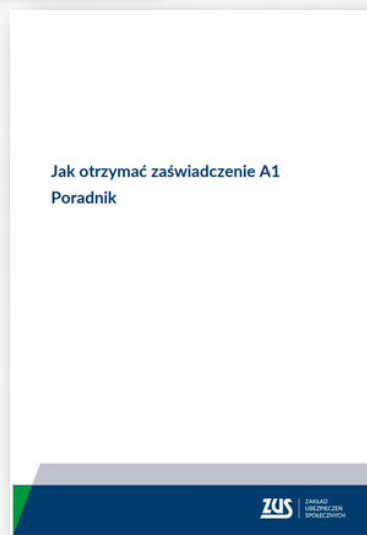 Jak otrzymać zaświadczenie A1
Poradnik
ZUS
ZAKŁAD
UBEZPIECZEŃ
SPOŁECZNYCH